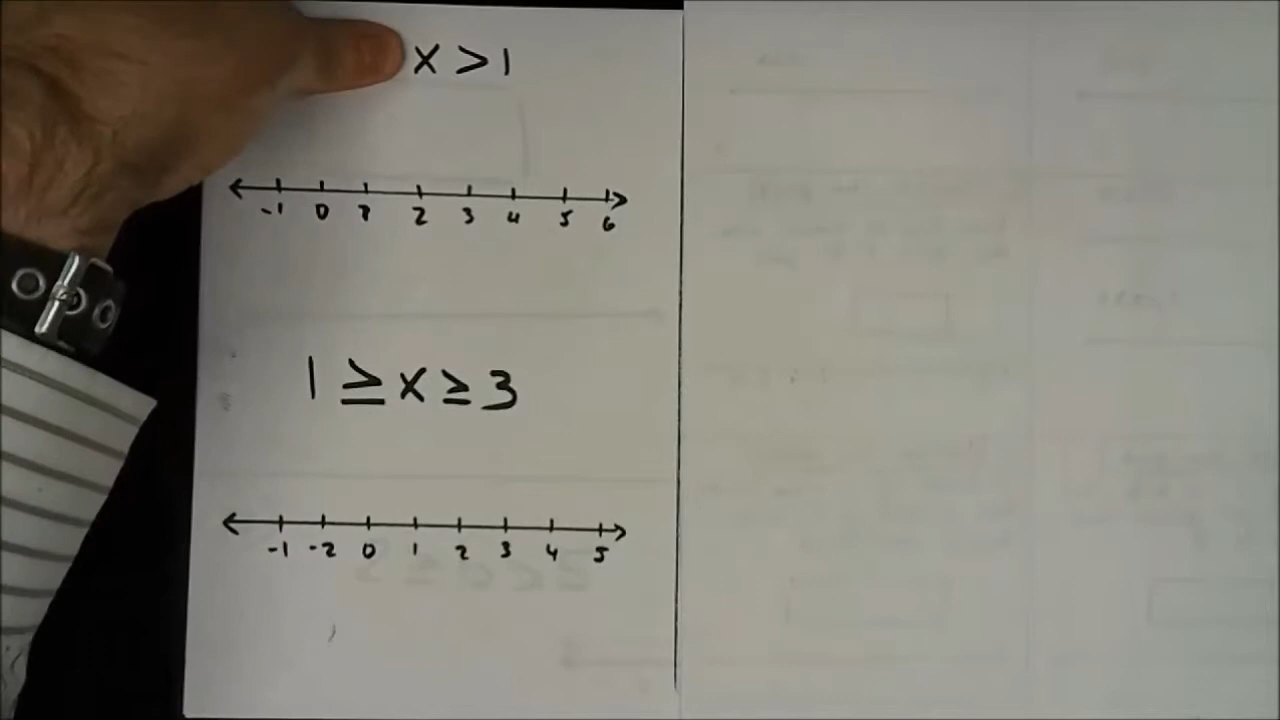 x > 1
-1 0 1 2 3 4 5 6
1 ≥ x ≥ 3
-1 -2 0 1 2 3 4 5